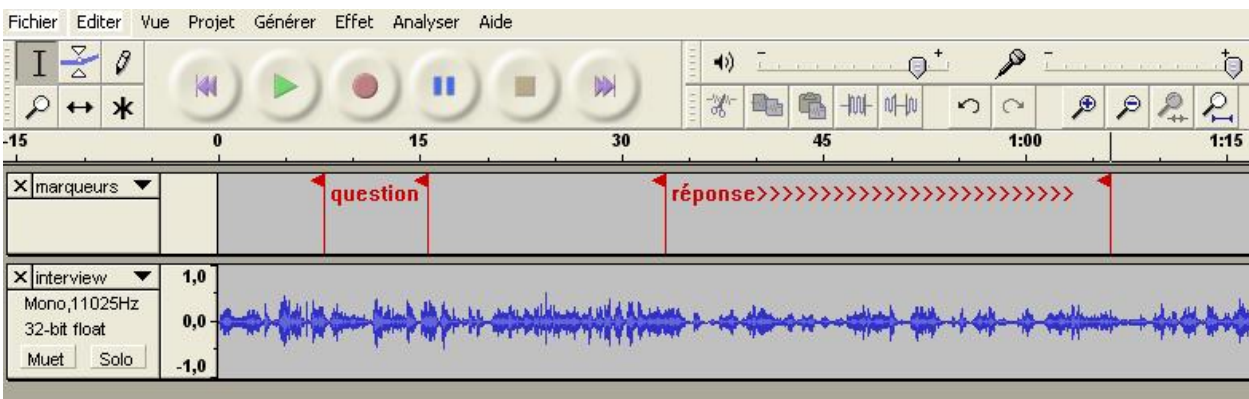 Fichier Editer Vue Projet Générer Effet Analyser Aide
-15 0 15 30 45 1:00 1:15
marqueurs
question réponse>>>>>>>>>>>>>>>>>>>>>>>>>
interview 1,0
Mono,11025Hz
32-bit float 0,0
Muet Solo
-1,0